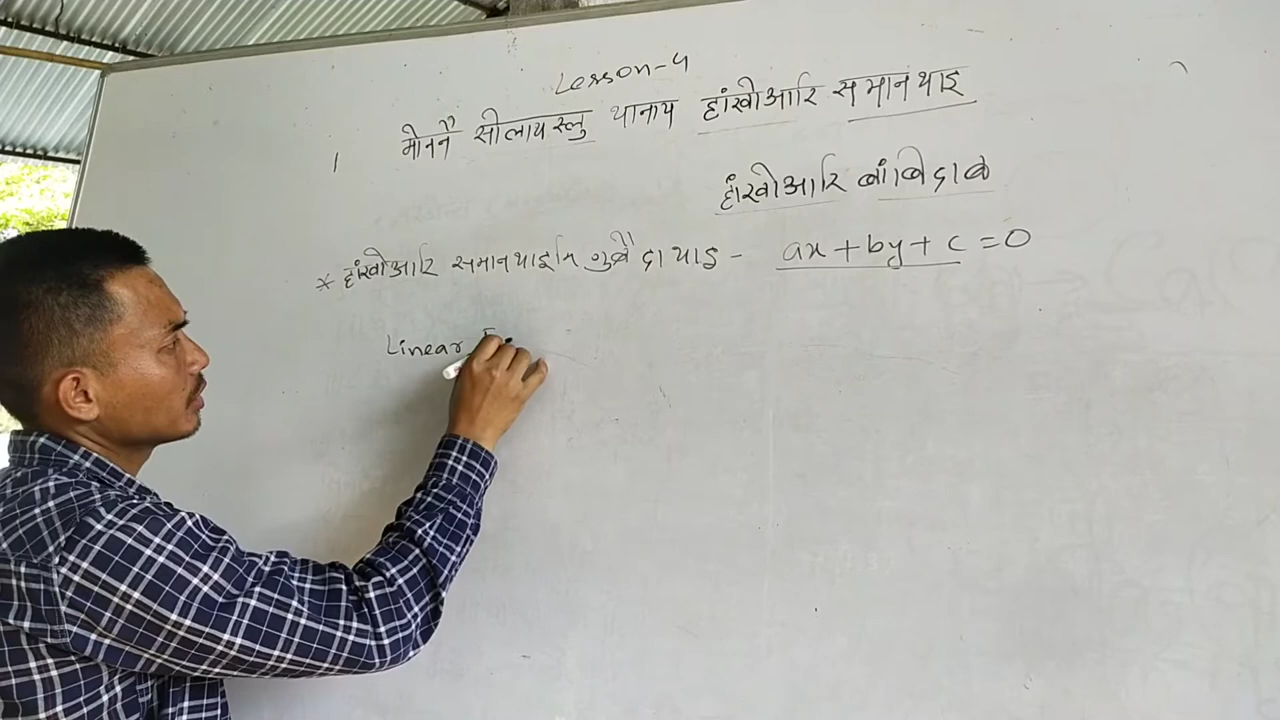 Lesson-4
मोननै सोलायस्लु थानाय हांखोआरि समानथाइ
हांखोआरि बांबिदाब
* हांखोआरि समानथाइनि गुबै दाथाइ - ax + by + c = 0
Linear